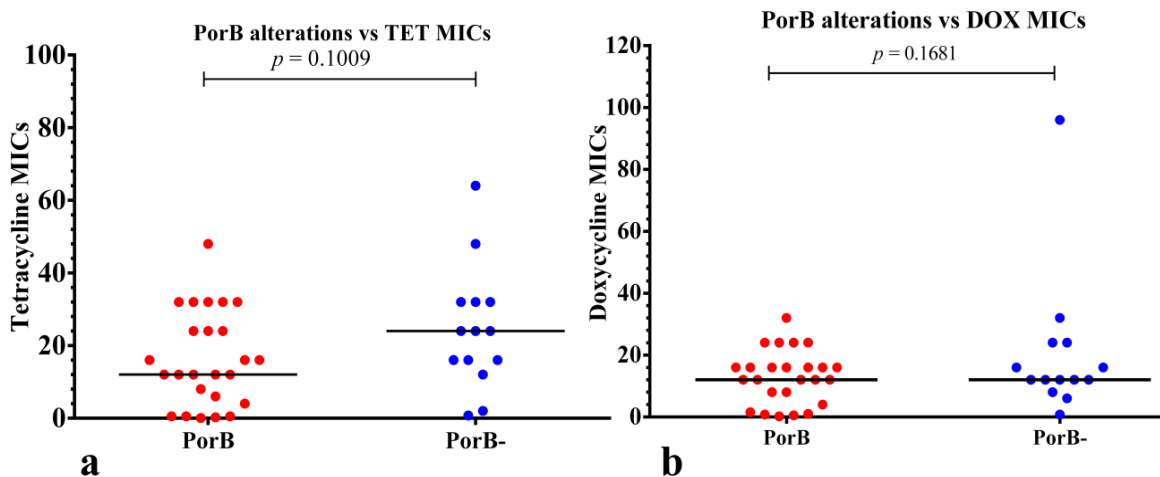 PorB alterations vs TET MICs
p = 0.1009
100
80
60
40
20
0
Tetracycline MICs
PorB
PorB-
a
PorB alterations vs DOX MICs
p = 0.1681
120
100
80
60
40
20
0
Doxycycline MICs
PorB
PorB-
b